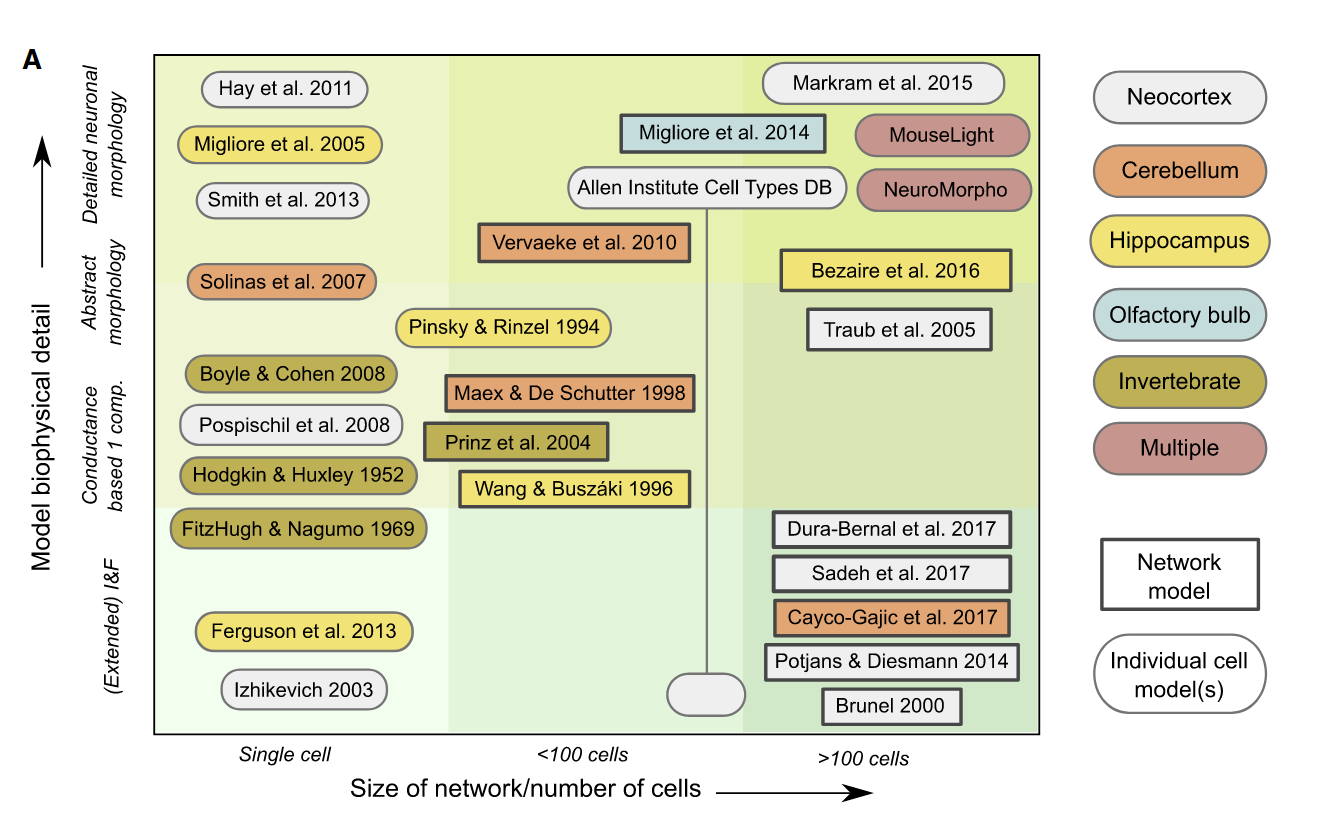 A
Model biophysical detail
Detailed neuronal
morphology
Abstract
morphology
Conductance
based 1 comp.
(Extended) I&F
Hay et al. 2011
Migliore et al. 2005
Smith et al. 2013
Solinas et al. 2007
Boyle & Cohen 2008
Pospischil et al. 2008
Hodgkin & Huxley 1952
FitzHugh & Nagumo 1969
Ferguson et al. 2013
Izhikevich 2003
Migliore et al. 2014
Allen Institute Cell Types DB
Vervaeke et al. 2010
Pinsky & Rinzel 1994
Maex & De Schutter 1998
Prinz et al. 2004
Wang & Buszáki 1996
Markram et al. 2015
MouseLight
NeuroMorpho
Bezaire et al. 2016
Traub et al. 2005
Dura-Bernal et al. 2017
Sadeh et al. 2017
Cayco-Gajic et al. 2017
Potjans & Diesmann 2014
Brunel 2000
Single cell
<100 cells
>100 cells
Size of network/number of cells
Neocortex
Cerebellum
Hippocampus
Olfactory bulb
Invertebrate
Multiple
Network
model
Individual cell
model(s)